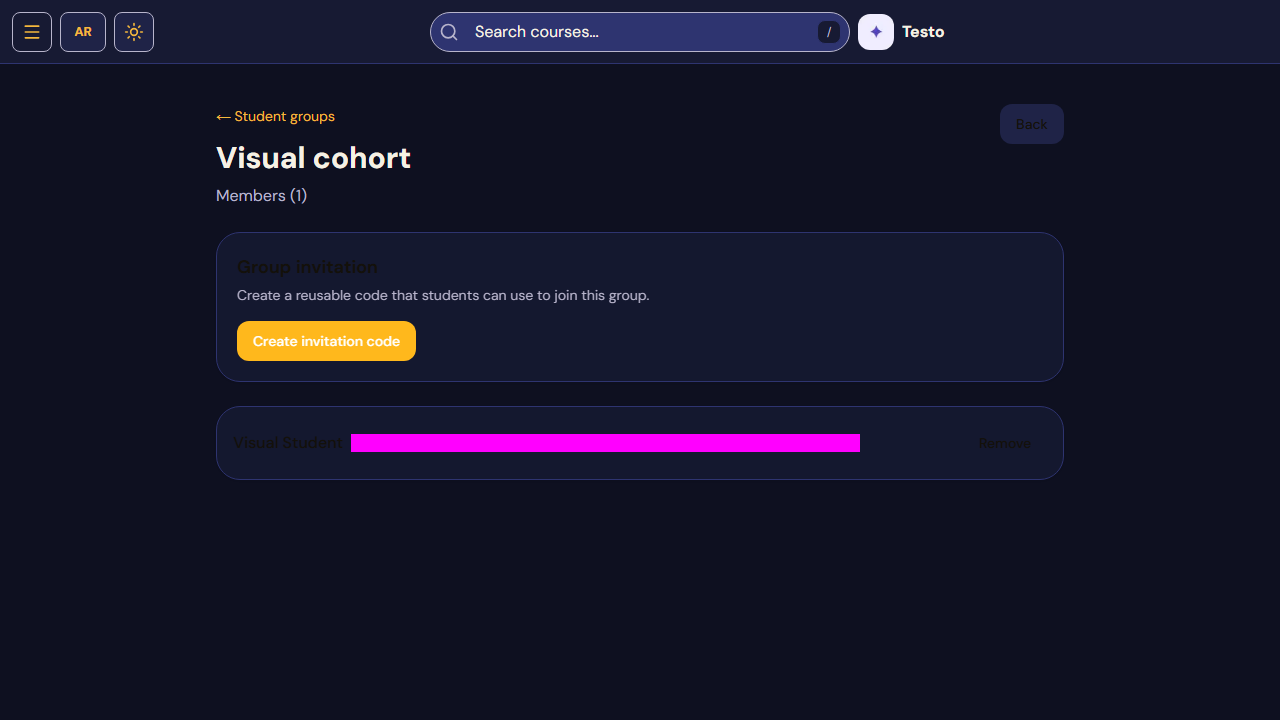 AR
Search courses...
/
Testo
← Student groups
Back
Visual cohort
Members (1)
Group invitation
Create a reusable code that students can use to join this group.
Create invitation code
Visual Student
Remove